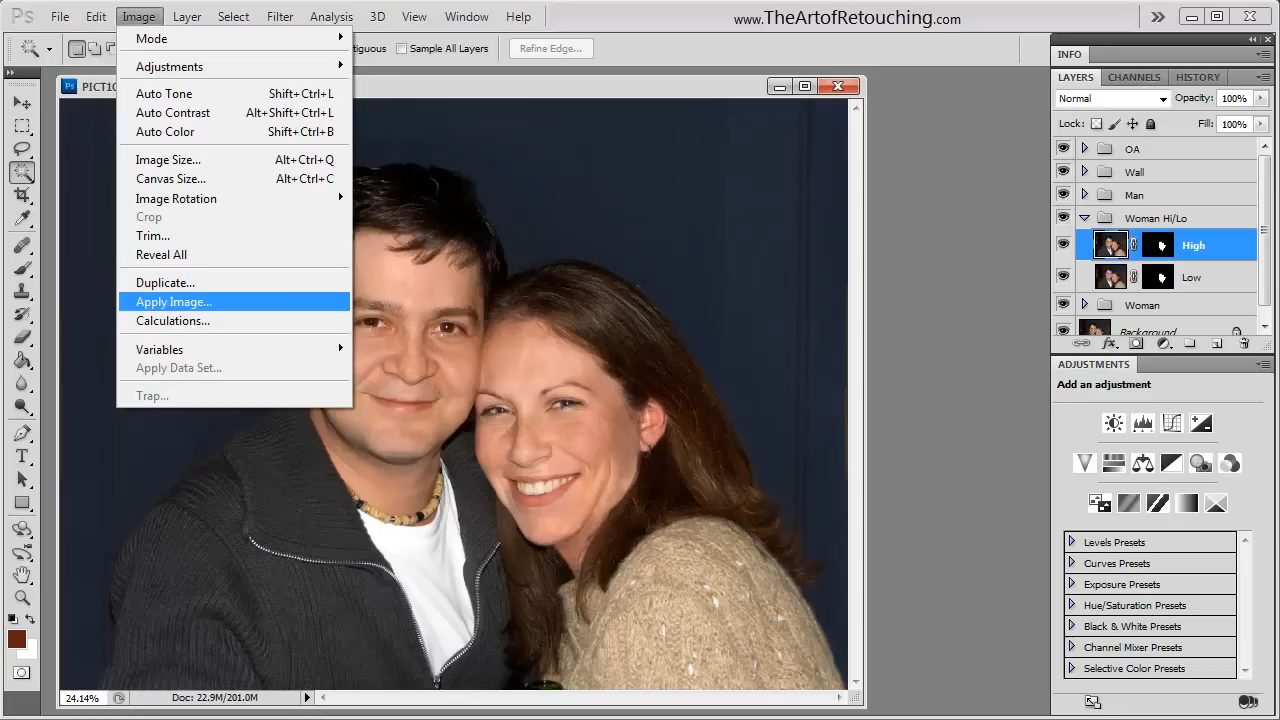 Ps File Edit Image Layer Select Filter Analysis 3D View Window Help
www.TheArtofRetouching.com
Sample All Layers
Refine Edge...
Mode
Adjustments
Auto Tone Shift+Ctrl+L
Auto Contrast Alt+Shift+Ctrl+L
Auto Color Shift+Ctrl+B
Image Size... Alt+Ctrl+Q
Canvas Size... Alt+Ctrl+C
Image Rotation
Crop
Trim...
Reveal All
Duplicate...
Apply Image...
Calculations...
Variables
Apply Data Set...
Trap...
Ps
24.14% Doc: 22.9M/201.0M
INFO
LAYERS CHANNELS HISTORY
Normal Opacity: 100%
Lock: Fill: 100%
OA
Wall
Man
Woman Hi/Lo
High
Low
Woman
Background
ADJUSTMENTS
Add an adjustment
Levels Presets
Curves Presets
Exposure Presets
Hue/Saturation Presets
Black & White Presets
Channel Mixer Presets
Selective Color Presets